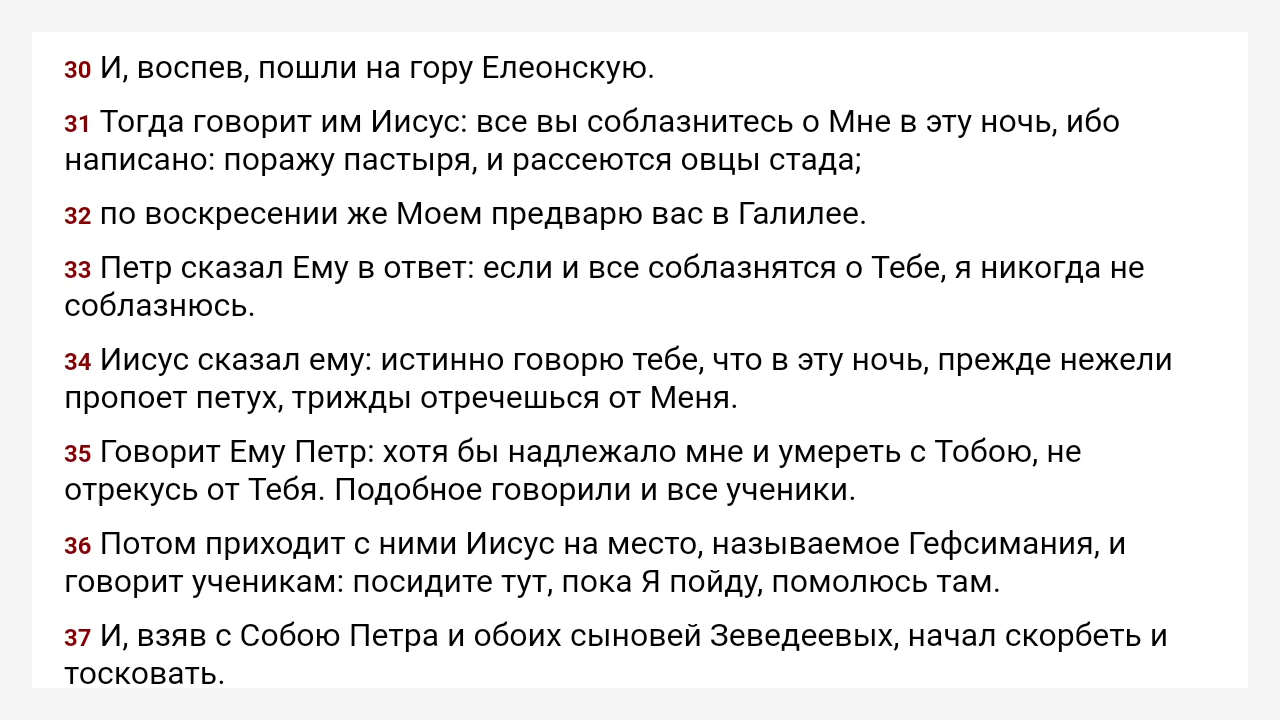 30 И, воспев, пошли на гору Елеонскую.
31 Тогда говорит им Иисус: все вы соблазнитесь о Мне в эту ночь, ибо
написано: поражу пастыря, и рассеются овцы стада;
32 по воскресении же Моем предварю вас в Галилее.
33 Петр сказал Ему в ответ: если и все соблазнятся о Тебе, я никогда не
соблазнюсь.
34 Иисус сказал ему: истинно говорю тебе, что в эту ночь, прежде нежели
пропоет петух, трижды отречешься от Меня.
35 Говорит Ему Петр: хотя бы надлежало мне и умереть с Тобою, не
отрекусь от Тебя. Подобное говорили и все ученики.
36 Потом приходит с ними Иисус на место, называемое Гефсимания, и
говорит ученикам: посидите тут, пока Я пойду, помолюсь там.
37 И, взяв с Собою Петра и обоих сыновей Зеведеевых, начал скорбеть и
тосковать.